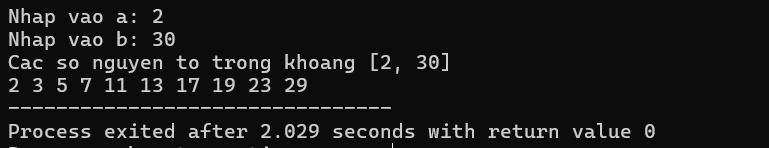 Nhap vao a: 2
Nhap vao b: 30
Cac so nguyen to trong khoang [2, 30]
2 3 5 7 11 13 17 19 23 29
--------------------------------
Process exited after 2.029 seconds with return value 0